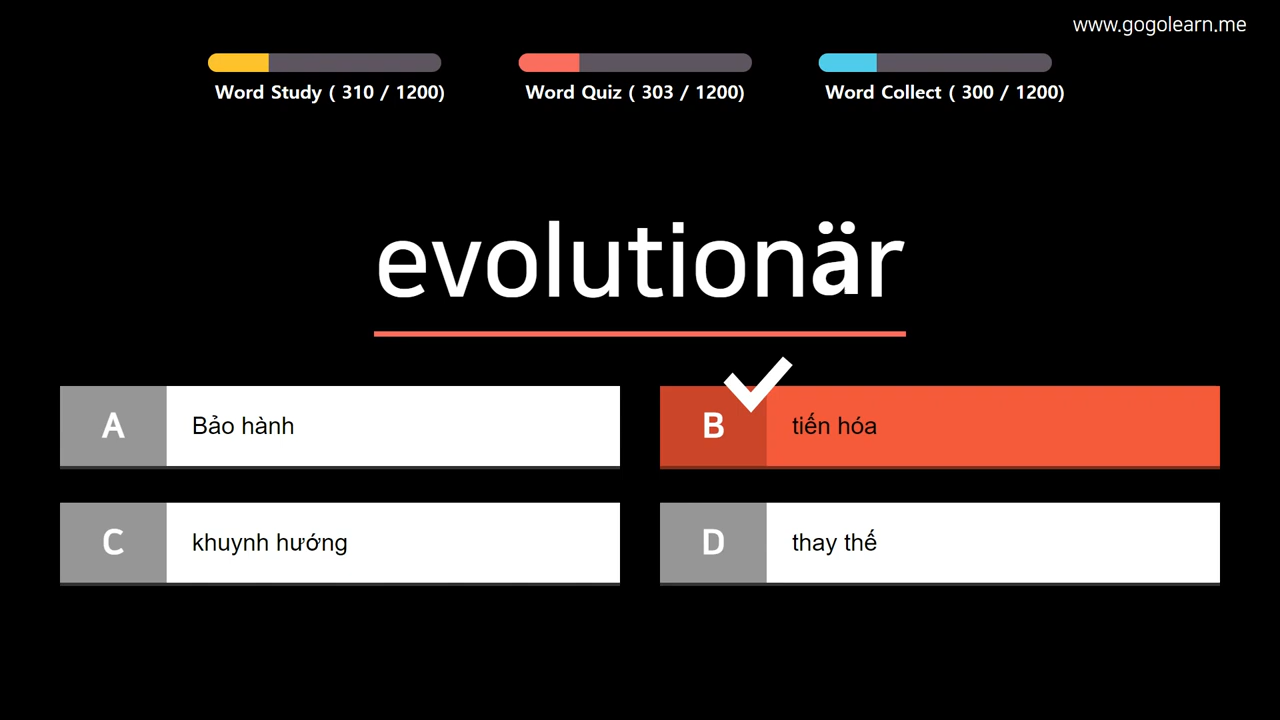 www.gogolearn.me
Word Study ( 310 / 1200)
Word Quiz ( 303 / 1200)
Word Collect ( 300 / 1200)
evolutionär
A
Bảo hành
B
tiến hóa
C
khuynh hướng
D
thay thế